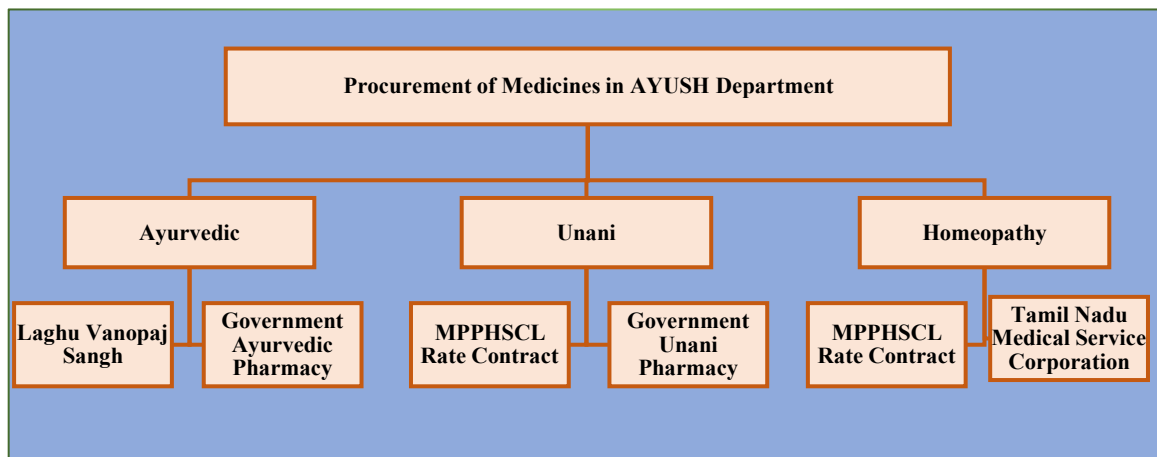 Procurement of Medicines in AYUSH Department
Ayurvedic
Unani
Homeopathy
Laghu Vanopaj
Sangh
Government
Ayurvedic
Pharmacy
MPPHSCL
Rate Contract
Government
Unani
Pharmacy
MPPHSCL
Rate Contract
Tamil Nadu
Medical Service
Corporation